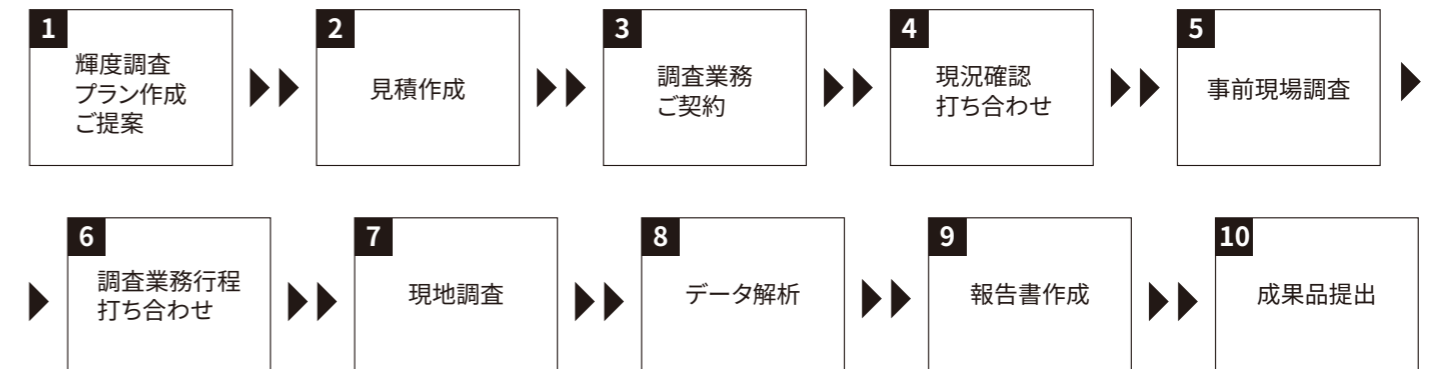 1
輝度調査
プラン作成
ご提案
2
見積作成
3
調査業務
ご契約
4
現況確認
打ち合わせ
5
事前現場調査
6
調査業務行程
打ち合わせ
7
現地調査
8
データ解析
9
報告書作成
10
成果品提出